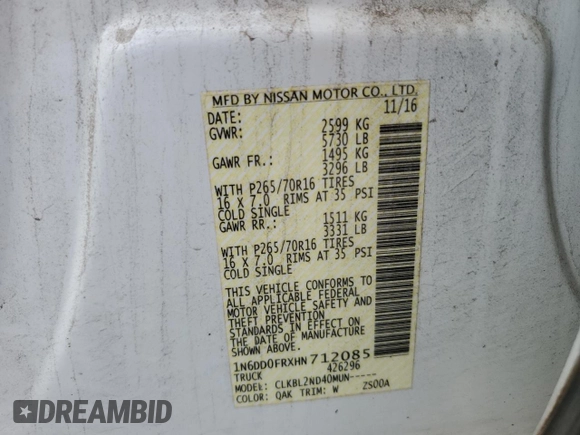 MFD BY NISSAN MOTOR CO., LTD.
DATE: 11/16
GVWR: 2599 KG
5730 LB
GAWR FR.: 1495 KG
3296 LB
WITH P265/70R16 TIRES
16 X 7.0 RIMS AT 35 PSI
COLD SINGLE
GAWR RR.: 1511 KG
3331 LB
WITH P265/70R16 TIRES
16 X 7.0 RIMS AT 35 PSI
COLD SINGLE
THIS VEHICLE CONFORMS TO
ALL APPLICABLE FEDERAL
MOTOR VEHICLE SAFETY AND
THEFT PREVENTION
STANDARDS IN EFFECT ON
THE DATE OF MANUFACTURE
SHOWN ABOVE.
1N6DD0FRXHN712085
TRUCK 426296
MODEL: CLKBL2ND40MUN-----
COLOR: QAK TRIM: W 2S00A
DREAMBID